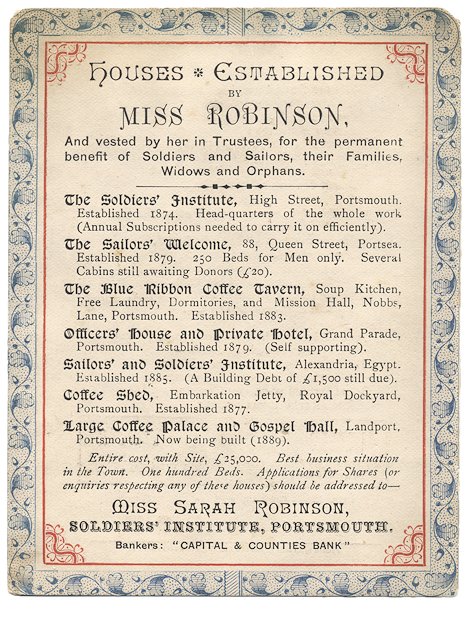 HOUSES * ESTABLISHED
BY
MISS ROBINSON,
And vested by her in Trustees, for the permanent
benefit of Soldiers and Sailors, their Families,
Widows and Orphans.
The Soldiers' Institute, High Street, Portsmouth.
Established 1874. Head-quarters of the whole work
(Annual Subscriptions needed to carry it on efficiently).
The Sailors' Welcome, 88, Queen Street, Portsea.
Established 1879. 250 Beds for Men only. Several
Cabins still awaiting Donors (£20).
The Blue Ribbon Coffee Tavern, Soup Kitchen,
Free Laundry, Dormitories, and Mission Hall, Nobbs,
Lane, Portsmouth. Established 1883.
Officers' House and Private Hotel, Grand Parade,
Portsmouth. Established 1879. (Self supporting).
Sailors' and Soldiers' Institute, Alexandria, Egypt.
Established 1885. (A Building Debt of £1,500 still due).
Coffee Shed, Embarkation Jetty, Royal Dockyard,
Portsmouth. Established 1877.
Large Coffee Palace and Gospel Hall, Landport,
Portsmouth. Now being built (1889).
Entire cost, with Site, £25,000. Best business situation
in the Town. One hundred Beds. Applications for Shares (or
enquiries respecting any of these houses) should be addressed to—
MISS SARAH ROBINSON,
SOLDIERS' INSTITUTE, PORTSMOUTH.
Bankers: "CAPITAL & COUNTIES BANK"